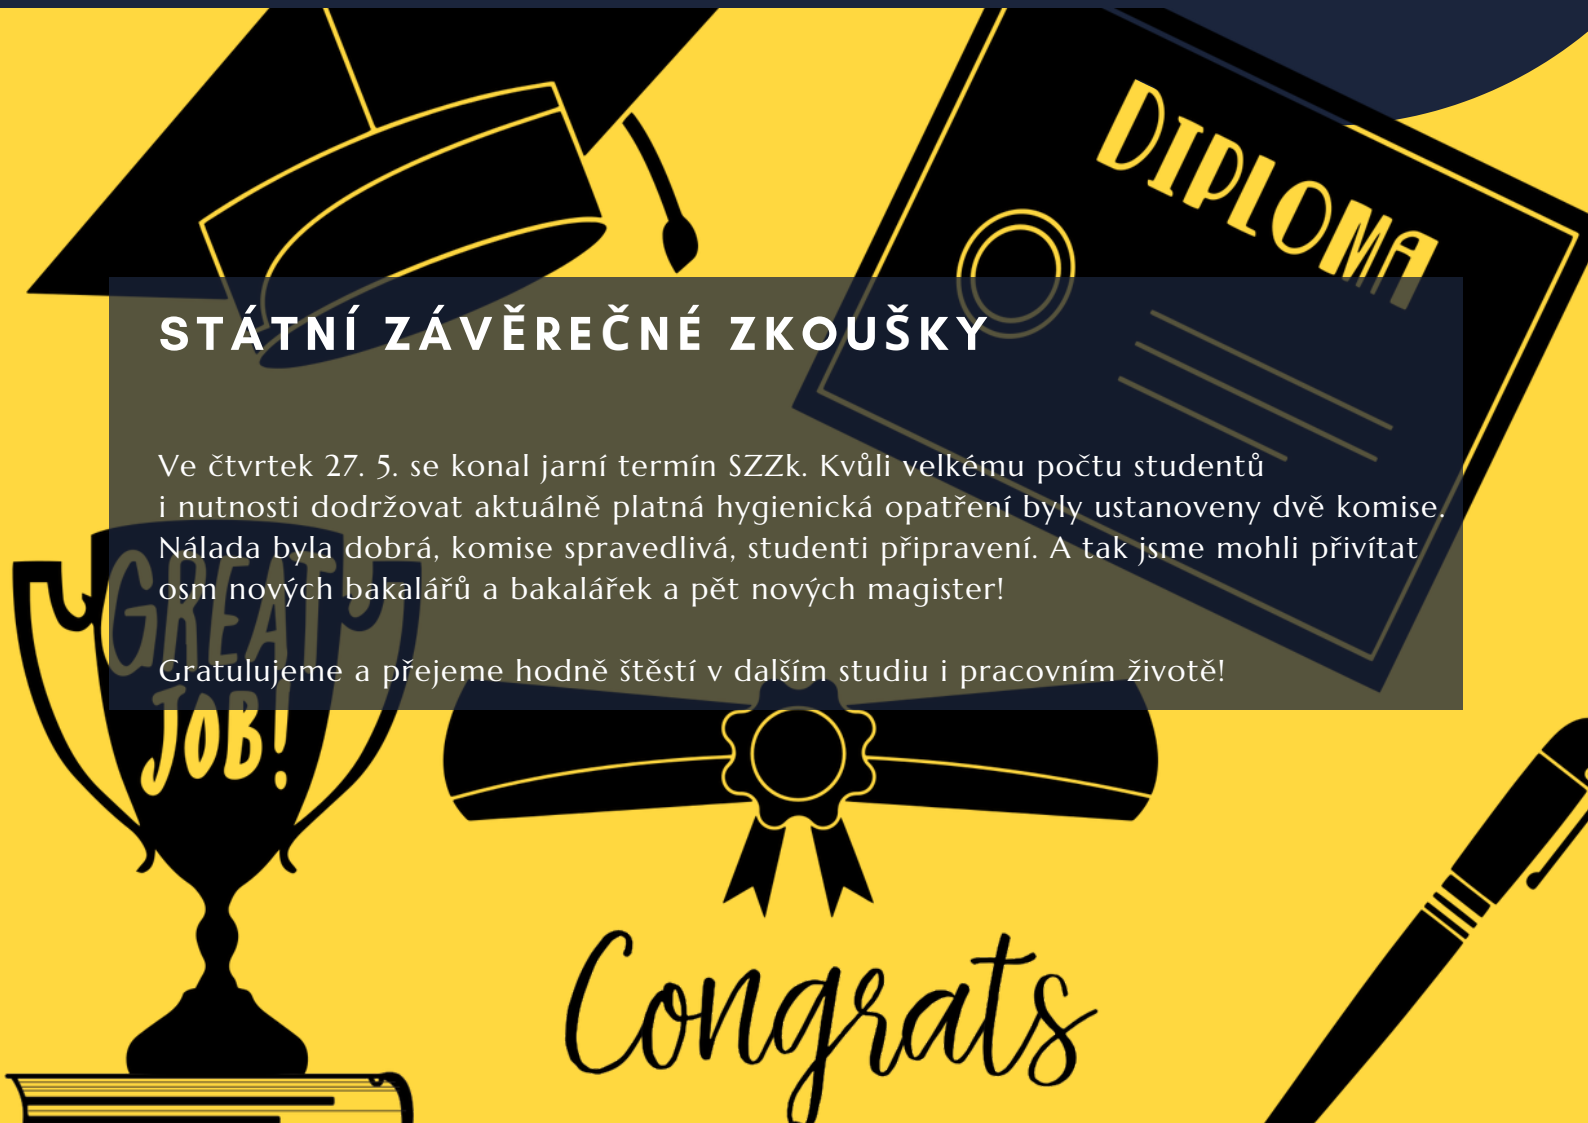 DIPLOMA
STÁTNÍ ZÁVĚREČNÉ ZKOUŠKY
Ve čtvrtek 27. 5. se konal jarní termín SZZk. Kvůli velkému počtu studentů
i nutnosti dodržovat aktuálně platná hygienická opatření byly ustanoveny dvě komise.
Nálada byla dobrá, komise spravedlivá, studenti připravení. A tak jsme mohli přivítat
osm nových bakalářů a bakalářek a pět nových magister!
Gratulujeme a přejeme hodně štěstí v dalším studiu i pracovním životě!
GREAT
JOB!
Congrats